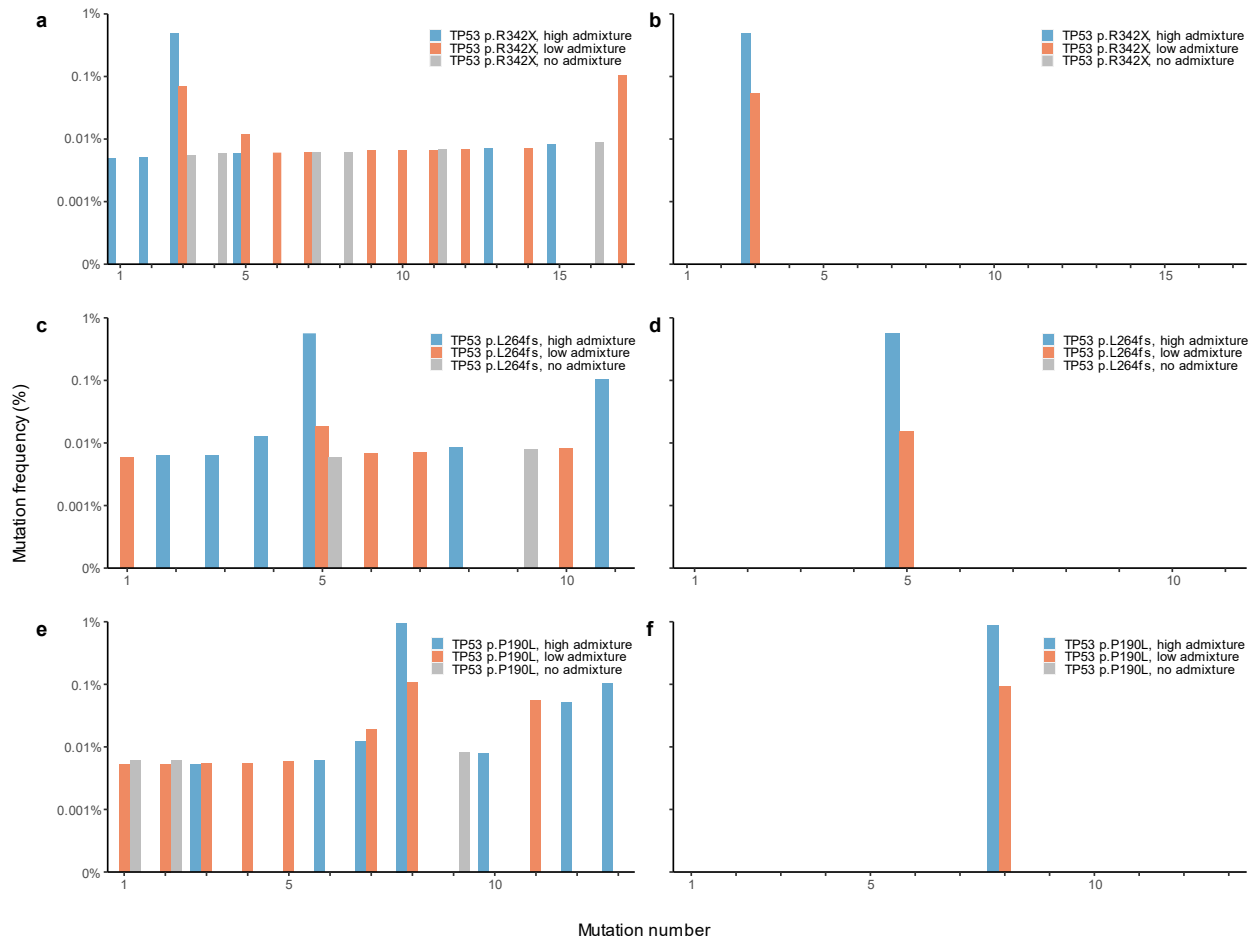 a
1%
0.1%
0.01%
0.001%
0%
TP53 p.R342X, high admixture
TP53 p.R342X, low admixture
TP53 p.R342X, no admixture
1
5
10
15
b
TP53 p.R342X, high admixture
TP53 p.R342X, low admixture
TP53 p.R342X, no admixture
1
5
10
15
c
1%
0.1%
0.01%
0.001%
0%
TP53 p.L264fs, high admixture
TP53 p.L264fs, low admixture
TP53 p.L264fs, no admixture
1
5
10
d
TP53 p.L264fs, high admixture
TP53 p.L264fs, low admixture
TP53 p.L264fs, no admixture
1
5
10
Mutation frequency (%)
e
1%
0.1%
0.01%
0.001%
0%
TP53 p.P190L, high admixture
TP53 p.P190L, low admixture
TP53 p.P190L, no admixture
1
5
10
f
TP53 p.P190L, high admixture
TP53 p.P190L, low admixture
TP53 p.P190L, no admixture
1
5
10
Mutation number